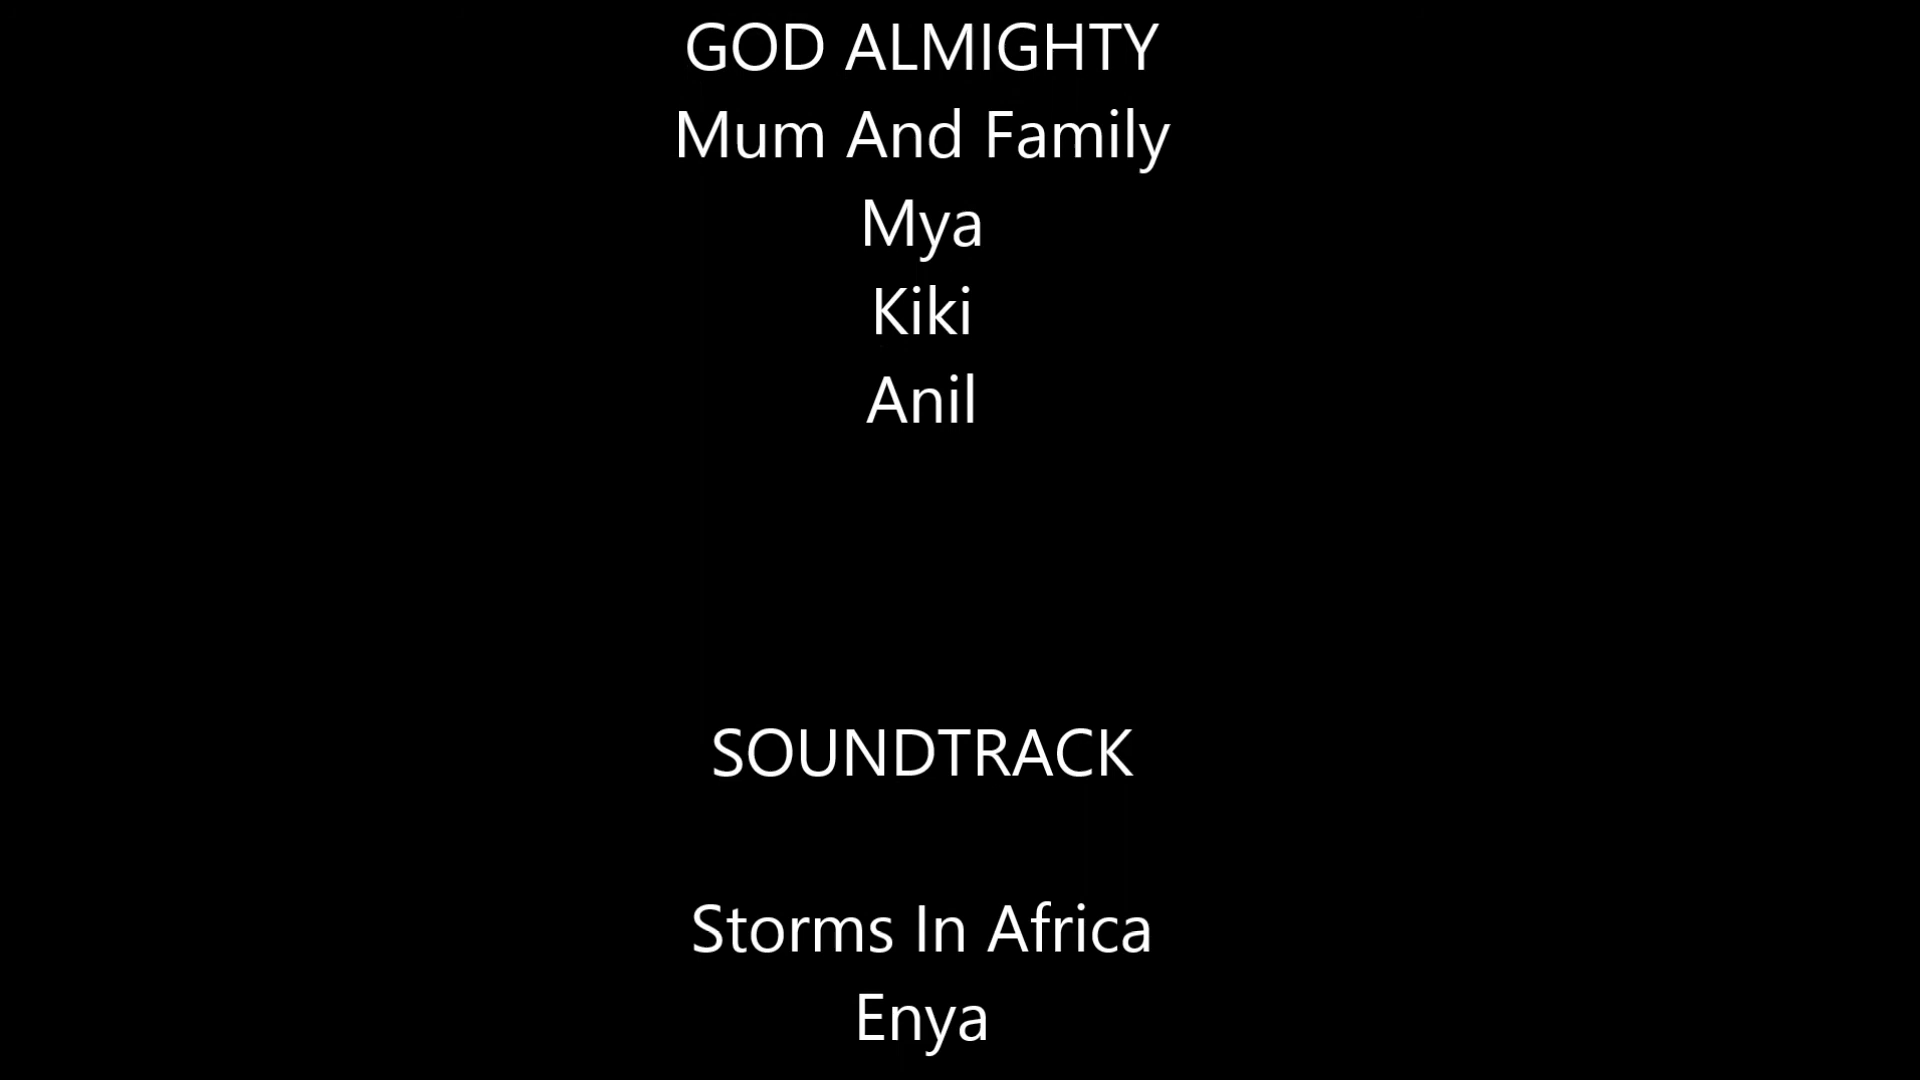 GOD ALMIGHTY
Mum And Family
Mya
Kiki
Anil
SOUNDTRACK
Storms In Africa
Enya